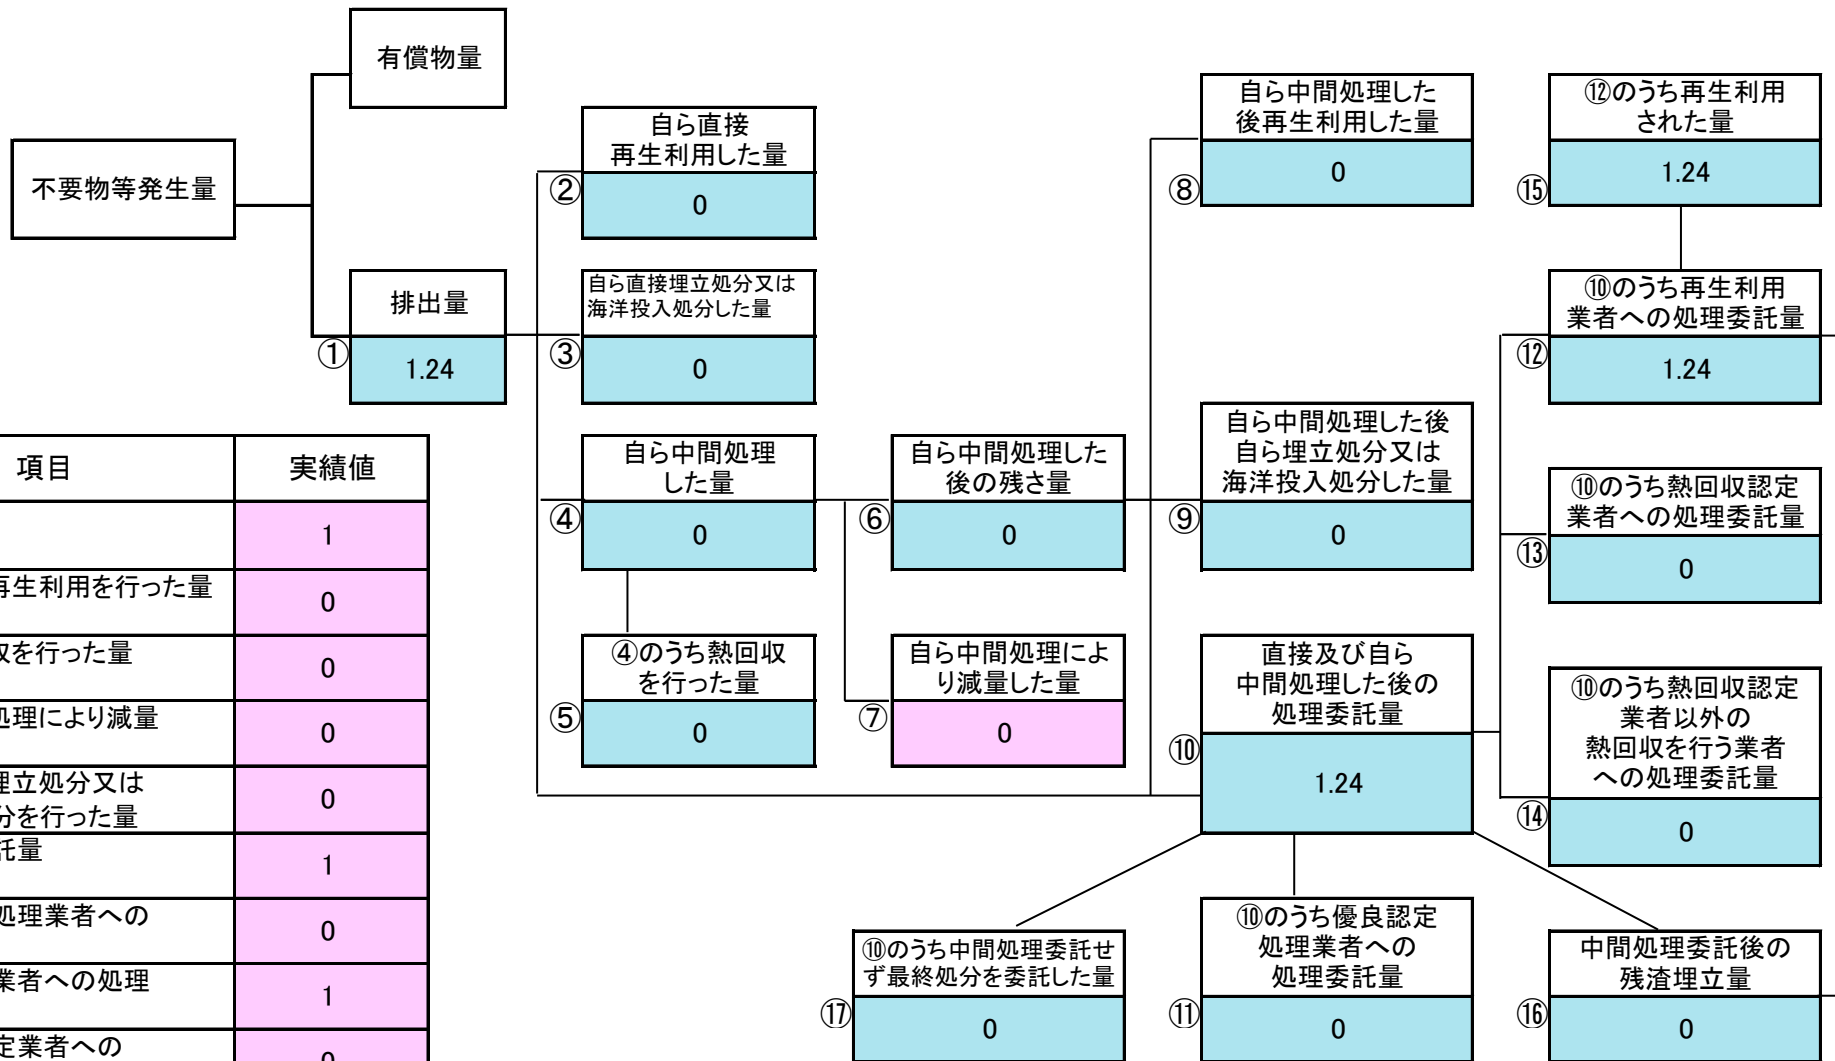 有償物量
不要物等発生量
排出量
①
1.24
自ら直接
再生利用した量
②
0
自ら直接埋立処分又は
海洋投入処分した量
③
0
自ら中間処理
した量
④
0
④のうち熱回収
を行った量
⑤
0
自ら中間処理した
後の残さ量
⑥
0
自ら中間処理によ
り減量した量
⑦
0
自ら中間処理した
後再生利用した量
⑧
0
自ら中間処理した後
自ら埋立処分又は
海洋投入処分した量
⑨
0
直接及び自ら
中間処理した後の
処理委託量
⑩
1.24
⑫のうち再生利用
された量
⑮
1.24
⑩のうち再生利用
業者への処理委託量
⑫
1.24
⑩のうち熱回収認定
業者への処理委託量
⑬
0
⑩のうち熱回収認定
業者以外の
熱回収を行う業者
への処理委託量
⑭
0
⑩のうち中間処理委託せ
ず最終処分を委託した量
⑰
0
⑩のうち優良認定
処理業者への
処理委託量
⑪
0
中間処理委託後の
残渣埋立量
⑯
0
項目 実績値
1
再生利用を行った量 0
収を行った量 0
処理により減量 0
埋立処分又は
分を行った量 0
託量 1
処理業者への 0
業者への処理 1
定業者への 0